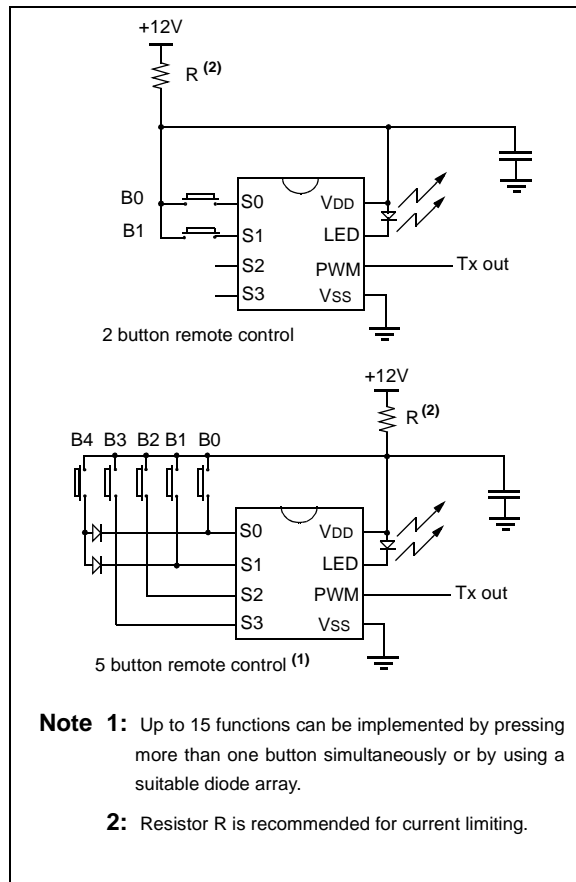 +12V
R (2)
B0
B1
S0
S1
S2
S3
VDD
LED
PWM
VSS
Tx out
2 button remote control
+12V
R (2)
B4 B3 B2 B1 B0
S0
S1
S2
S3
VDD
LED
PWM
VSS
Tx out
5 button remote control (1)
Note 1: Up to 15 functions can be implemented by pressing
more than one button simultaneously or by using a
suitable diode array.
2: Resistor R is recommended for current limiting.